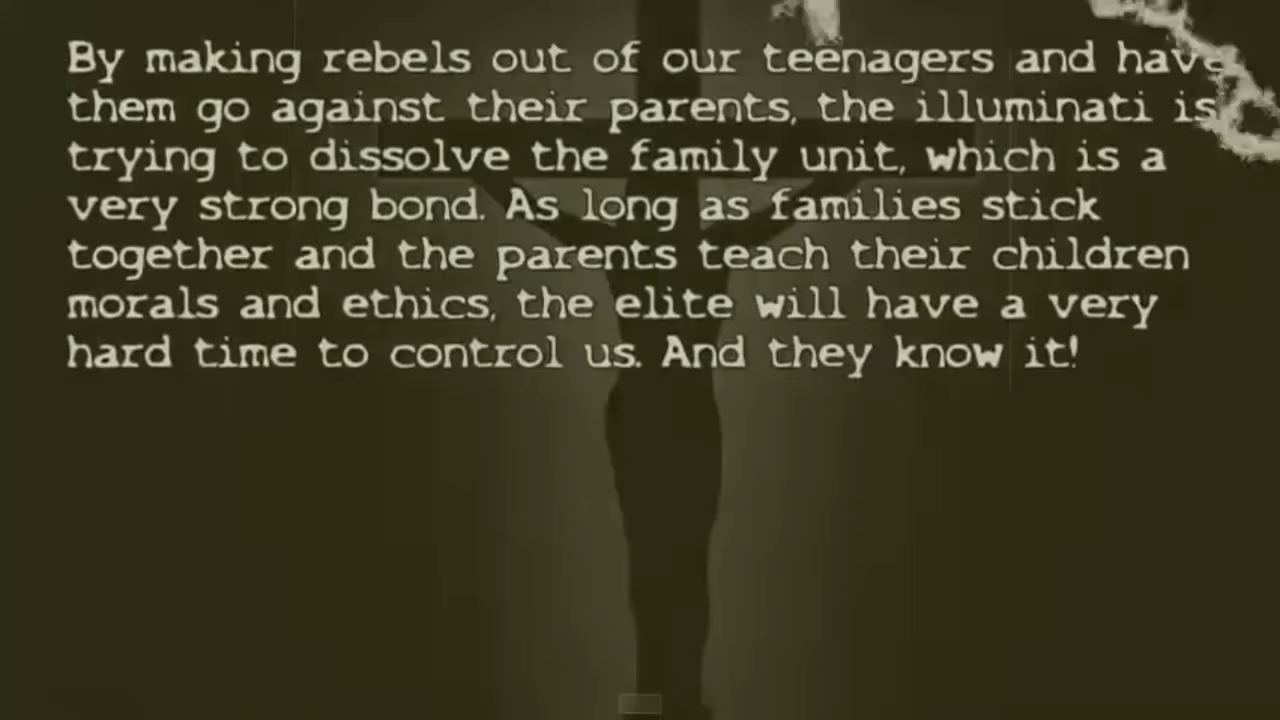 By making rebels out of our teenagers and have
them go against their parents, the illuminati is
trying to dissolve the family unit, which is a
very strong bond. As long as families stick
together and the parents teach their children
morals and ethics, the elite will have a very
hard time to control us. And they know it!